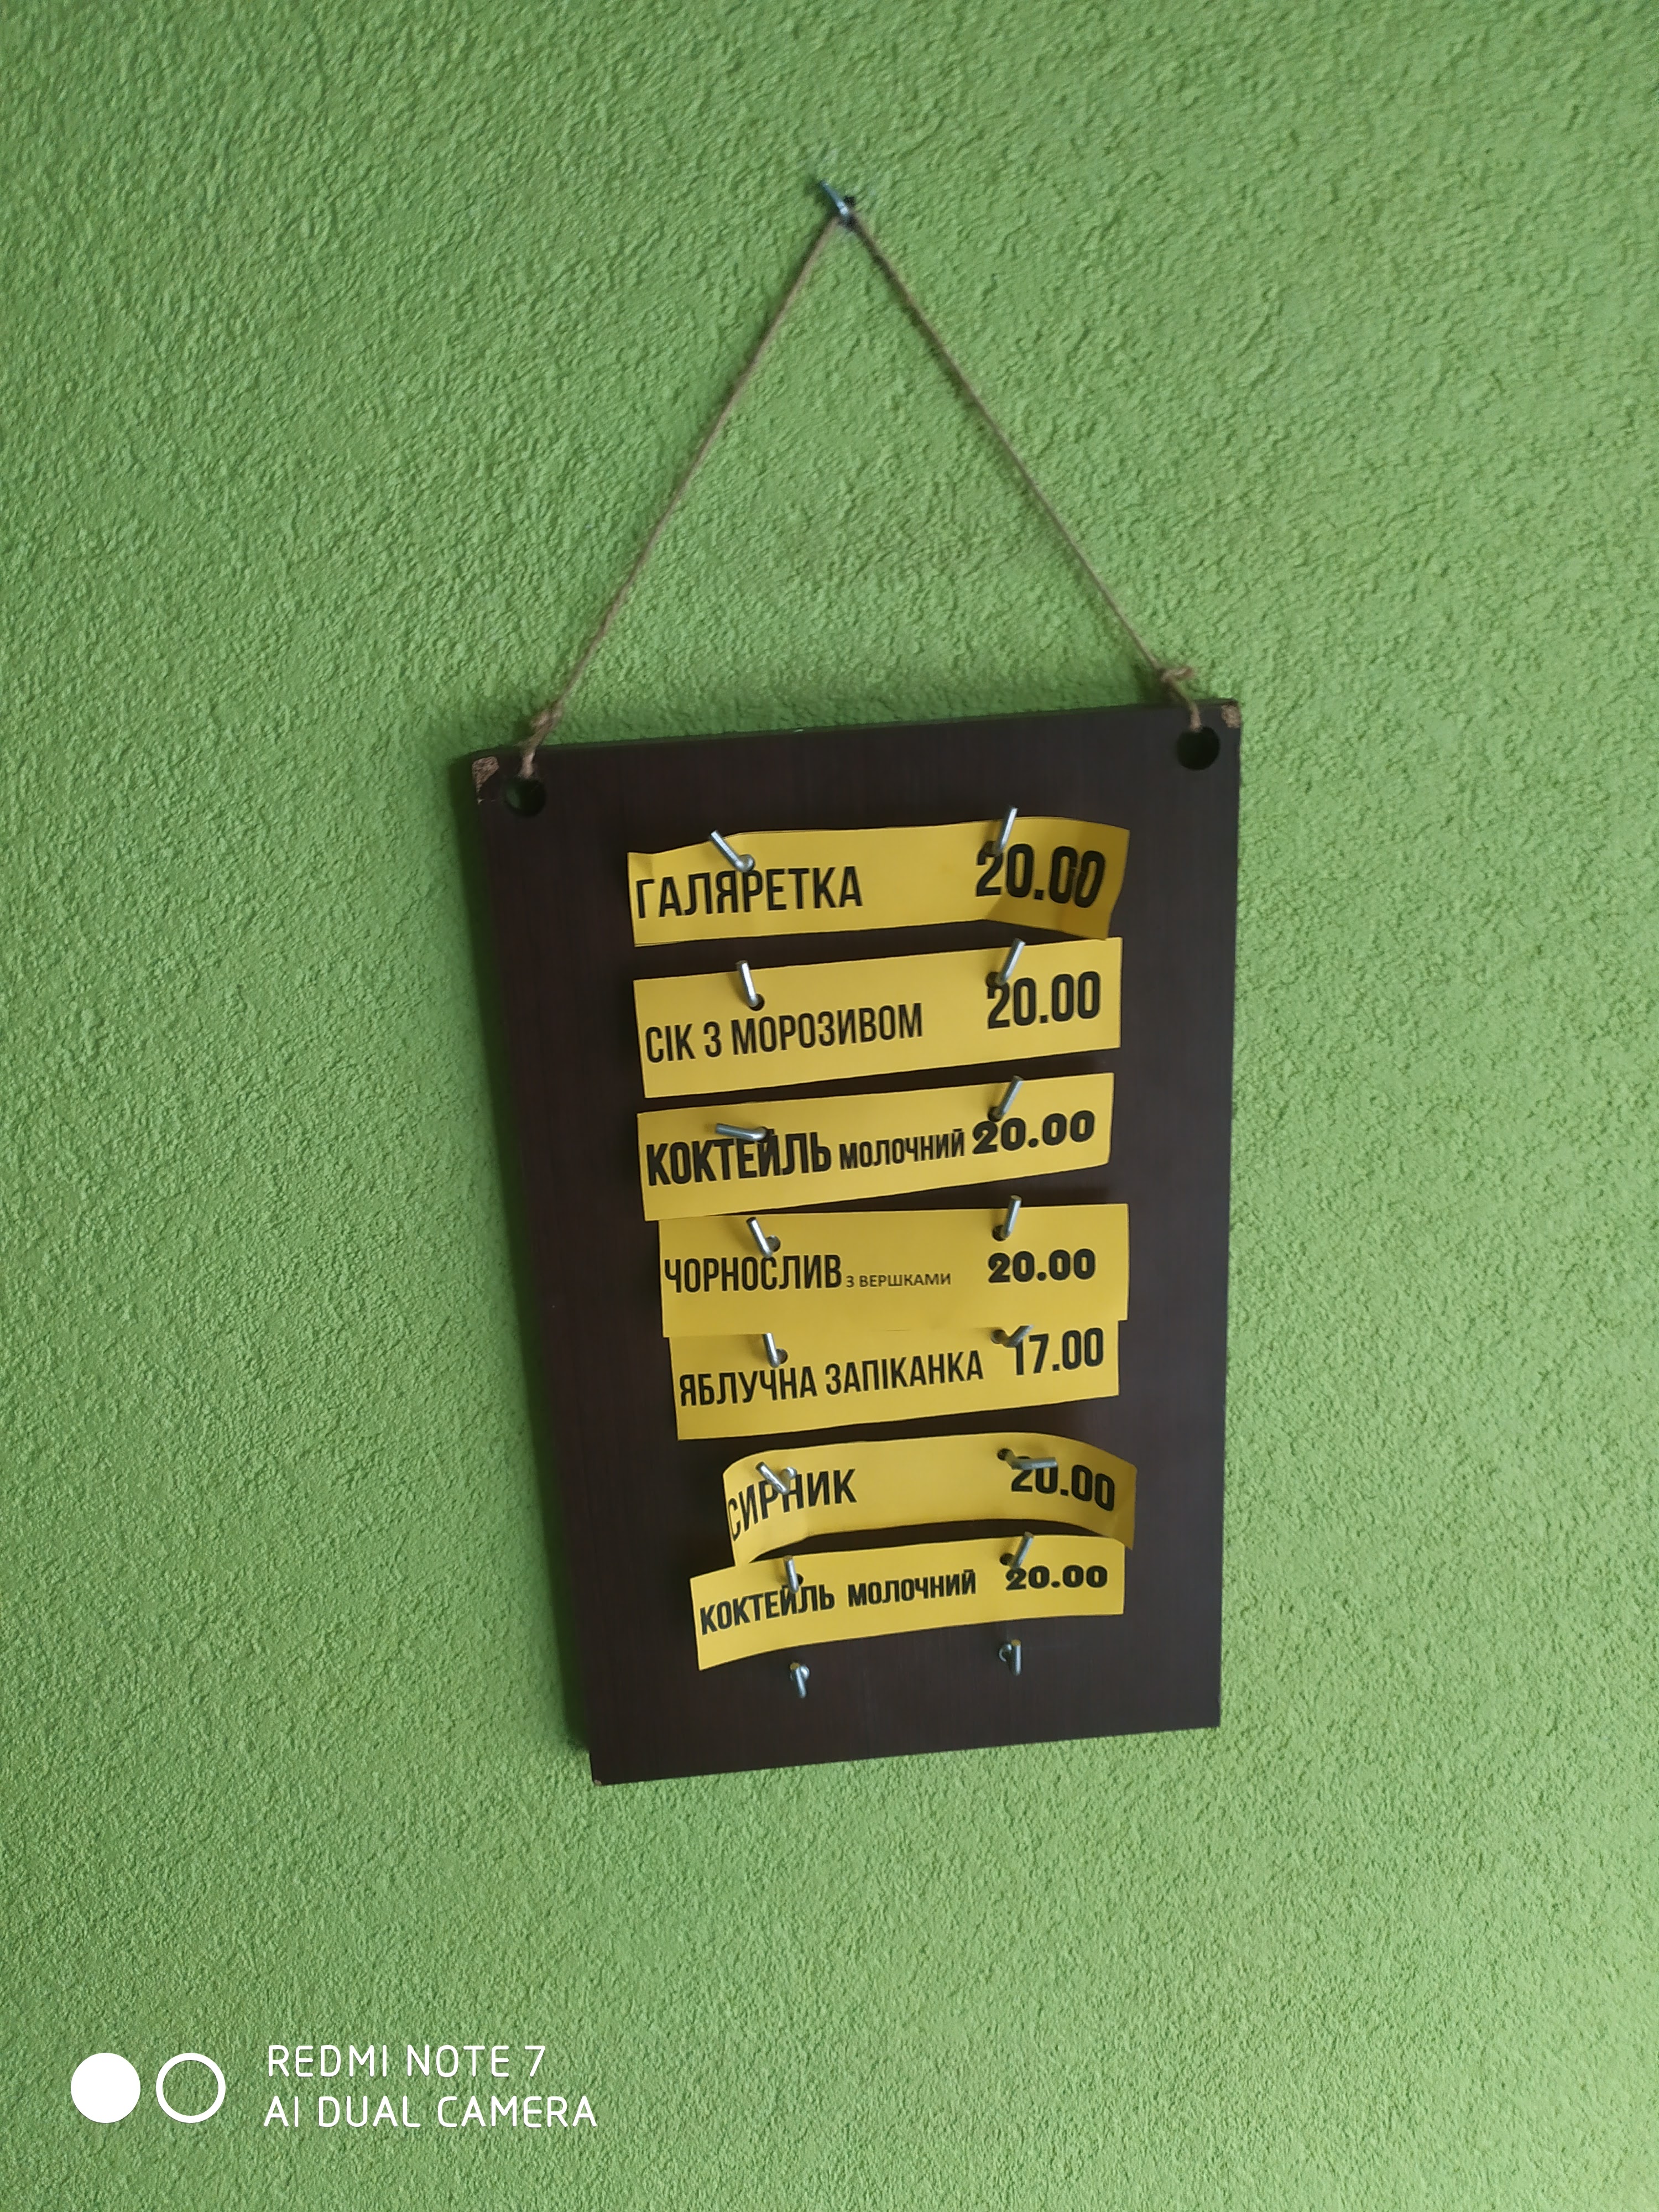 ГАЛЯРЕТКА 20.00
СІК З МОРОЗИВОМ 20.00
КОКТЕЙЛЬ МОЛОЧНИЙ 20.00
ЧОРНОСЛИВ З ВЕРШКАМИ 20.00
ЯБЛУЧНА ЗАПІКАНКА 17.00
СИРНИК 20.00
КОКТЕЙЛЬ МОЛОЧНИЙ 20.00
REDMI NOTE 7
AI DUAL CAMERA